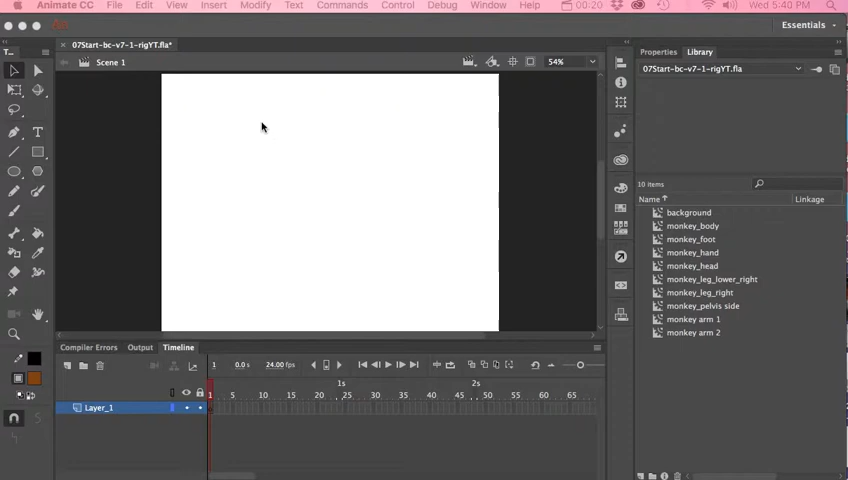 Animate CC File Edit View Insert Modify Text Commands Control Debug Window Help 00:20 Wed 5:40 PM
Essentials
07Start-bc-v7-1-rigYT.fla*
Properties Library
Scene 1 54%
07Start-bc-v7-1-rigYT.fla
10 items
Name Linkage
background
monkey_body
monkey_foot
monkey_hand
monkey_head
monkey_leg_lower_right
monkey_leg_right
monkey_pelvis side
monkey arm 1
monkey arm 2
Compiler Errors Output Timeline
1 0.0 s 24.00 fps
1s 2s
1 5 10 15 20 25 30 35 40 45 50 55 60 65
Layer_1